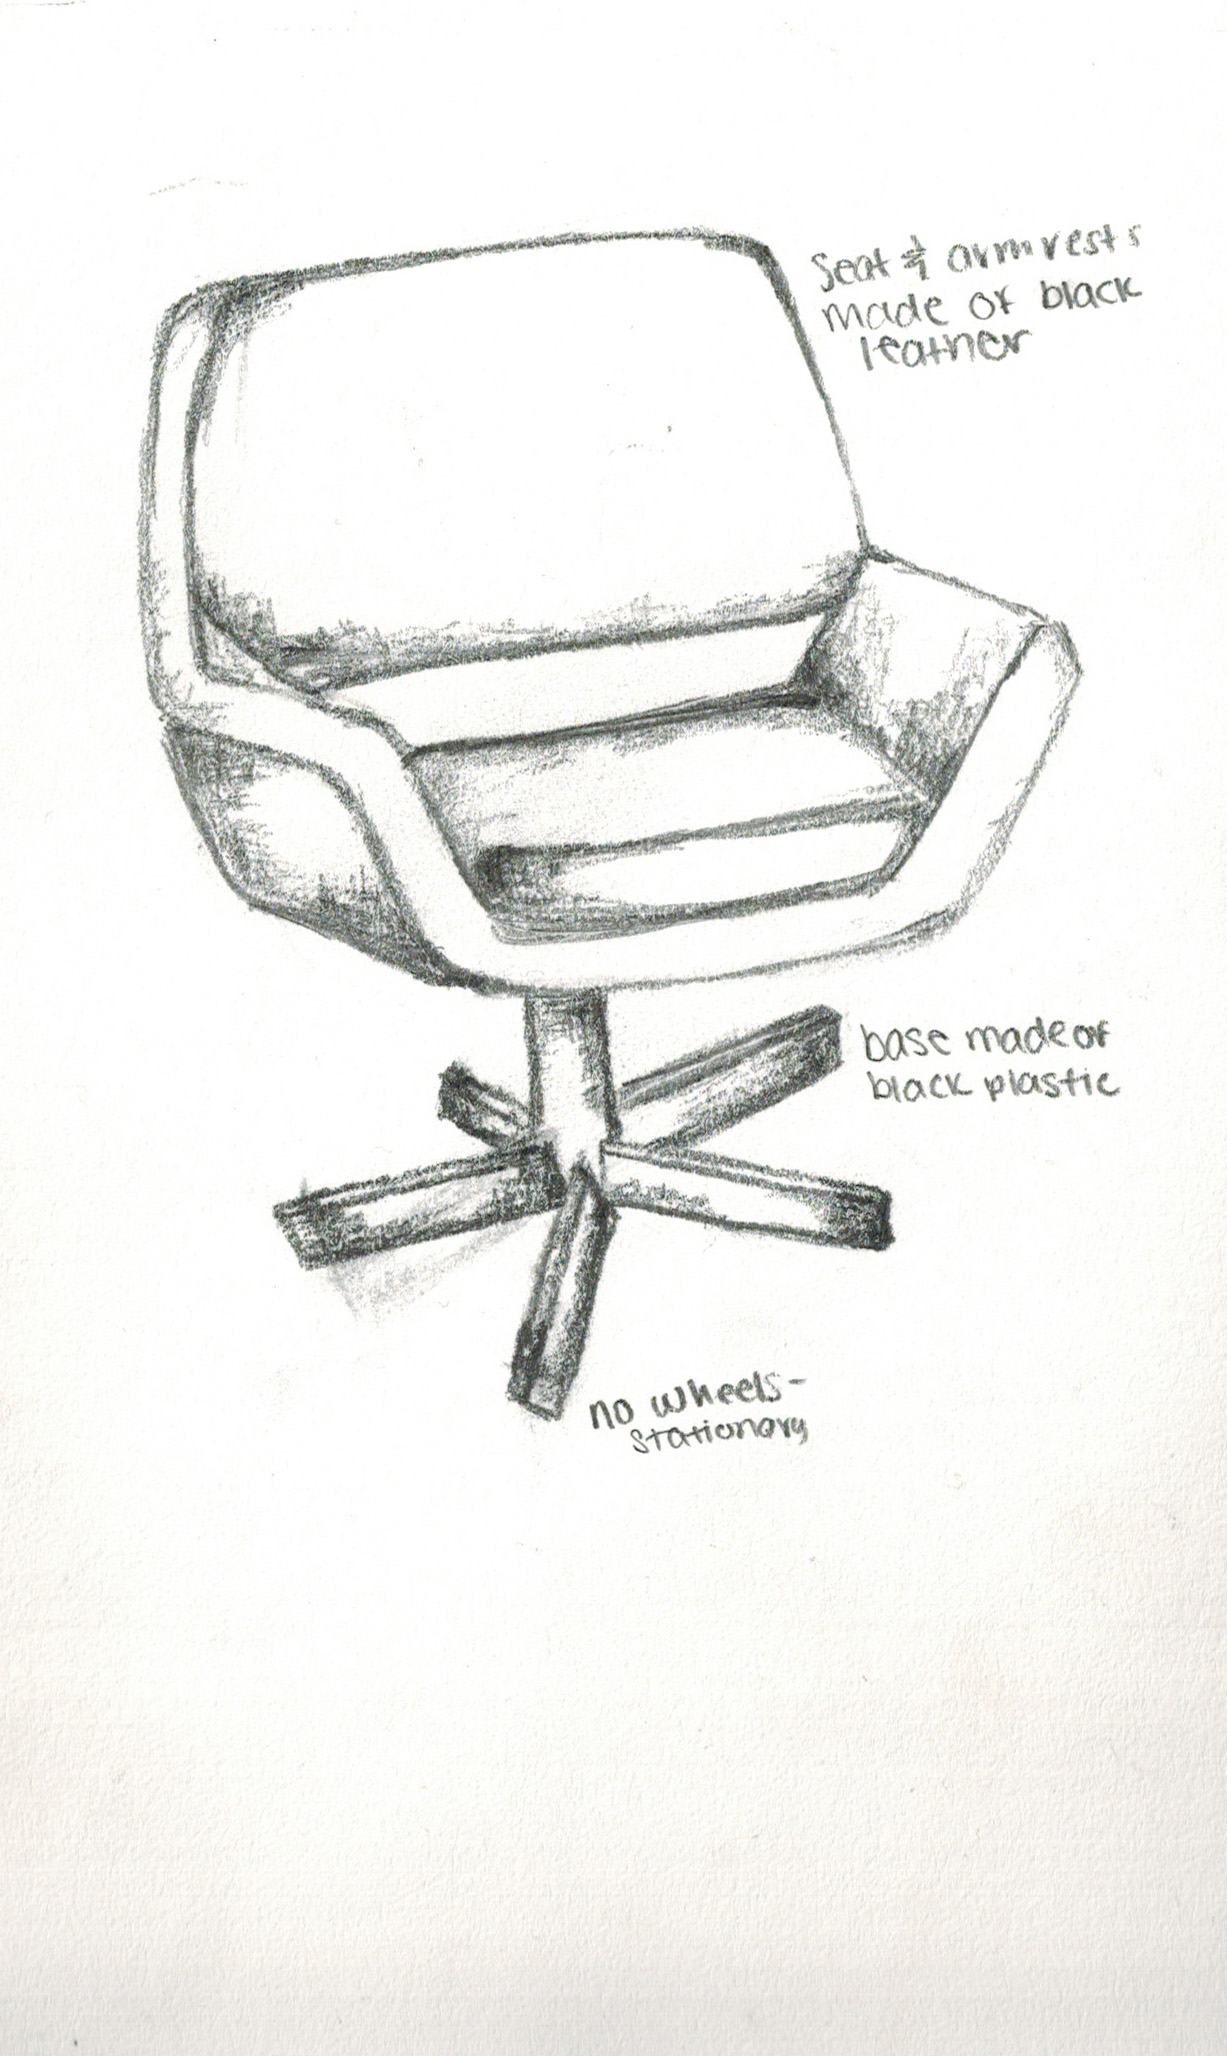 Seat & armrests
made of black
leather
base made of
black plastic
no wheels-
stationary